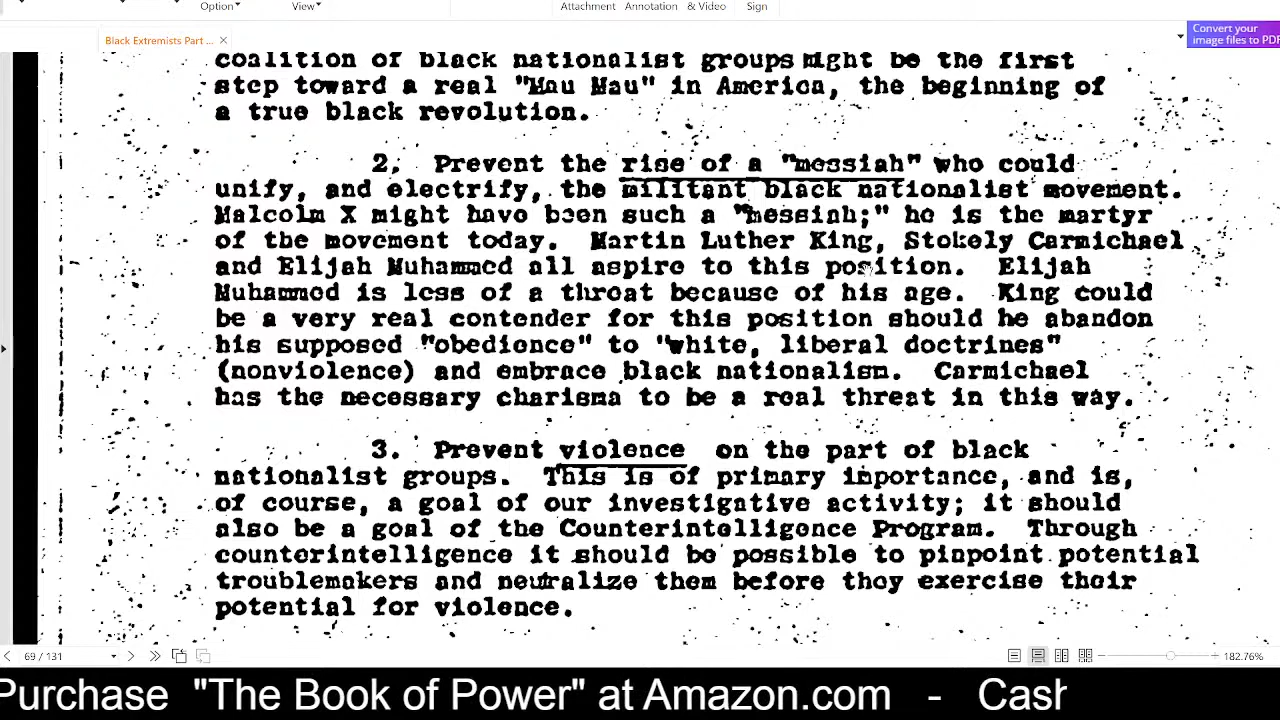 Option
View
Attachment Annotation & Video Sign
Black Extremists Part ...
Convert your
image files to PDF
coalition of black nationalist groups might be the first
step toward a real "Mau Mau" in America, the beginning of
a true black revolution.
2. Prevent the rise of a "messiah" who could
unify, and electrify, the militant black nationalist movement.
Malcolm X might have been such a "messiah;" he is the martyr
of the movement today. Martin Luther King, Stokely Carmichael
and Elijah Muhammed all aspire to this position. Elijah
Muhammed is less of a threat because of his age. King could
be a very real contender for this position should he abandon
his supposed "obedience" to "white, liberal doctrines"
(nonviolence) and embrace black nationalism. Carmichael
has the necessary charisma to be a real threat in this way.
3. Prevent violence on the part of black
nationalist groups. This is of primary importance, and is,
of course, a goal of our investigative activity; it should
also be a goal of the Counterintelligence Program. Through
counterintelligence it should be possible to pinpoint potential
troublemakers and neutralize them before they exercise their
potential for violence.
69 / 131
182.76%
Purchase "The Book of Power" at Amazon.com - Cash